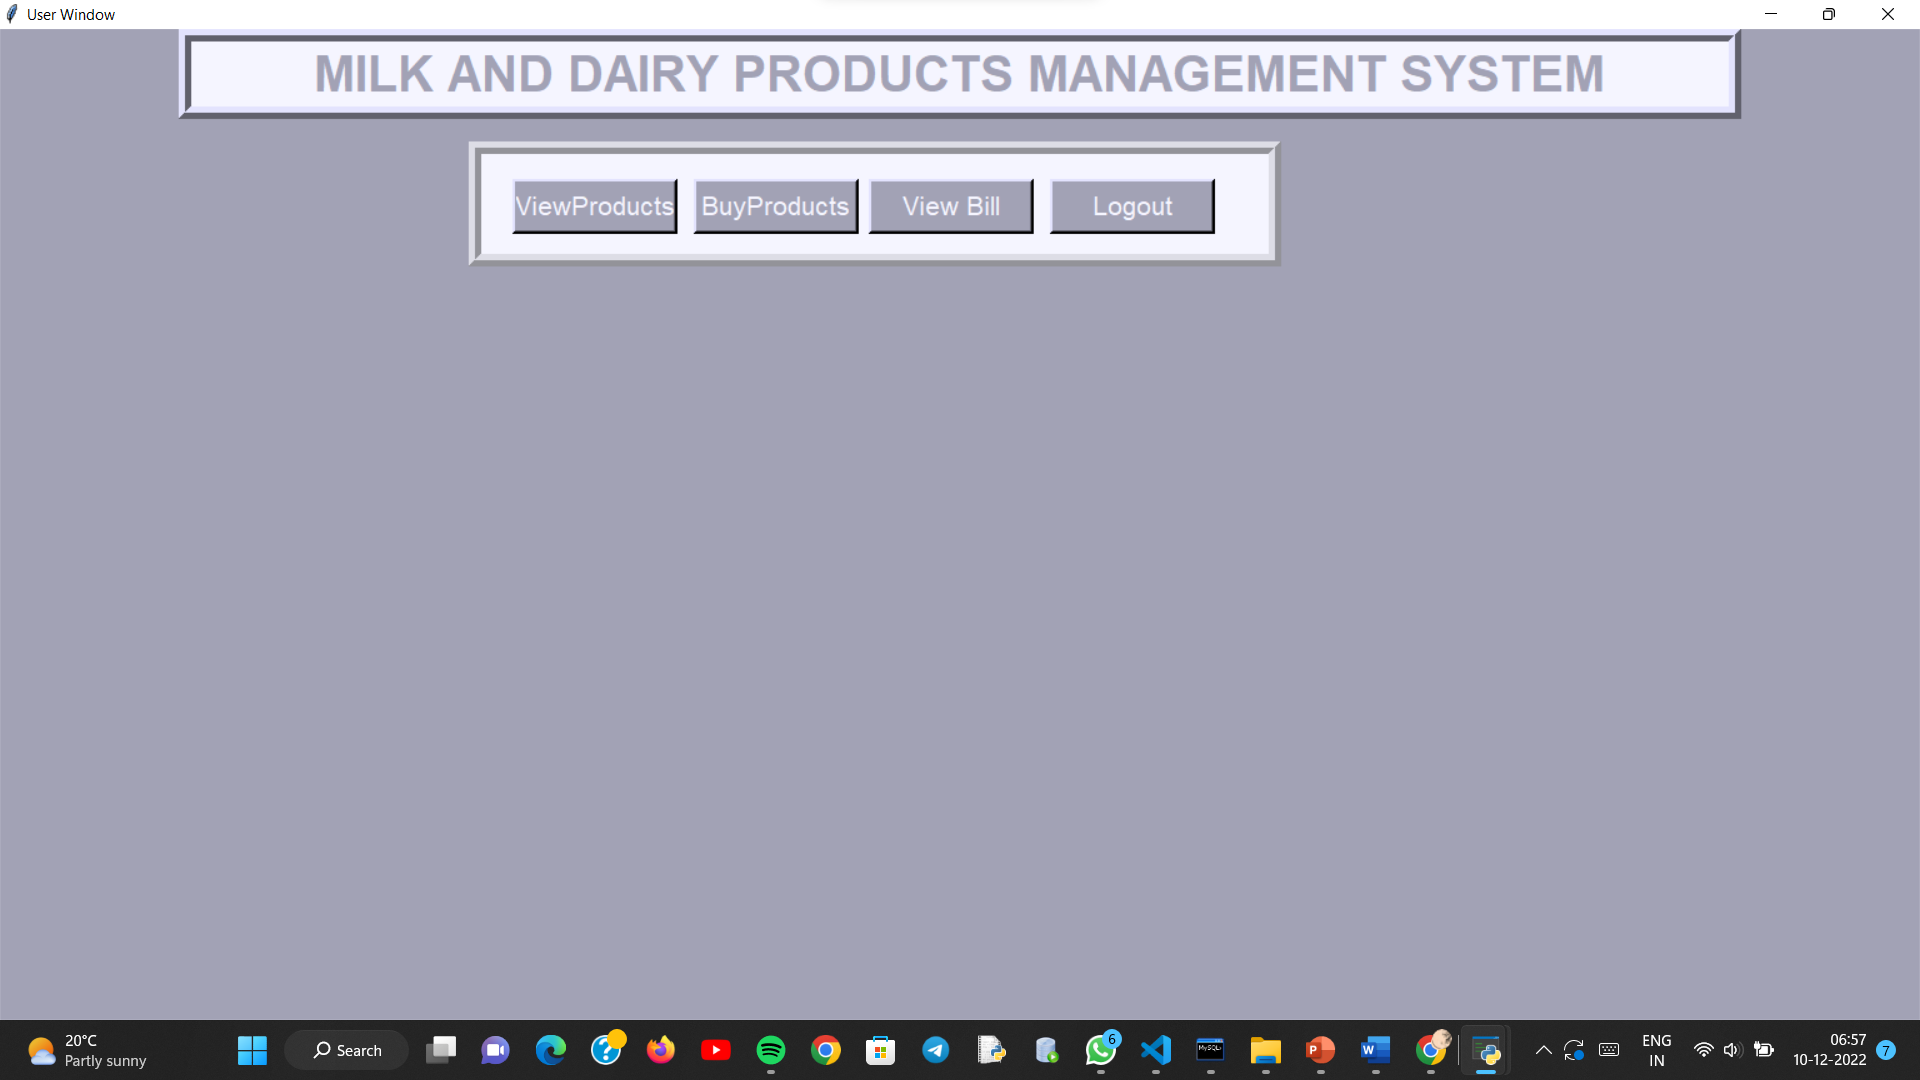 User Window
MILK AND DAIRY PRODUCTS MANAGEMENT SYSTEM
ViewProducts BuyProducts View Bill Logout
20°C
Partly sunny
Search
6
MySQL
ENG
IN
06:57
10-12-2022
7